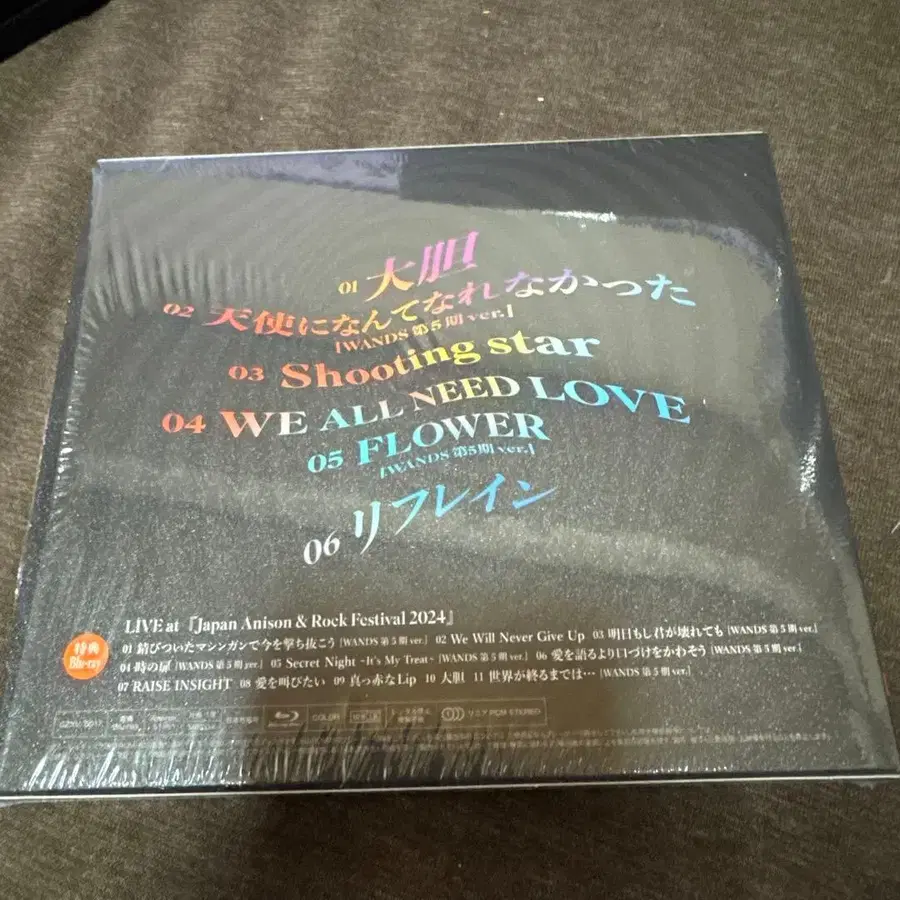 01 大胆
02 天使になんてなれなかった
[WANDS 第5期 ver.]
03 Shooting star
04 WE ALL NEED LOVE
05 FLOWER
[WANDS 第5期 ver.]
06 リフレイン
LIVE at『Japan Anison & Rock Festival 2024』
特典
Blu-ray
01 錆びついたマシンガンで今を撃ち抜こう [WANDS 第5期 ver.] 02 We Will Never Give Up 03 明日もし君が壊れても [WANDS 第5期 ver.]
04 時の扉 [WANDS 第5期 ver.] 05 Secret Night ~It's My Treat~ [WANDS 第5期 ver.] 06 愛を語るより口づけをかわそう [WANDS 第5期 ver.]
07 RAISE INSIGHT 08 愛を叫びたい 09 真っ赤なLip 10 大胆 11 世界が終るまでは… [WANDS 第5期 ver.]
COLOR リニア PCM STEREO